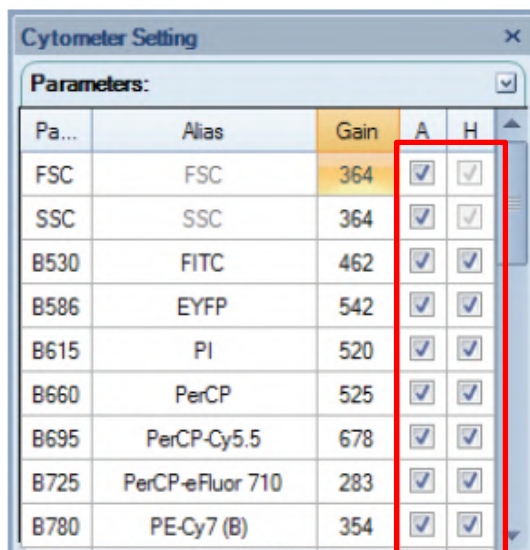 Cytometer Setting
Parameters:
Pa... Alias Gain A H
FSC FSC 364
SSC SSC 364
B530 FITC 462
B586 EYFP 542
B615 PI 520
B660 PerCP 525
B695 PerCP-Cy5.5 678
B725 PerCP-eFluor 710 283
B780 PE-Cy7 (B) 354